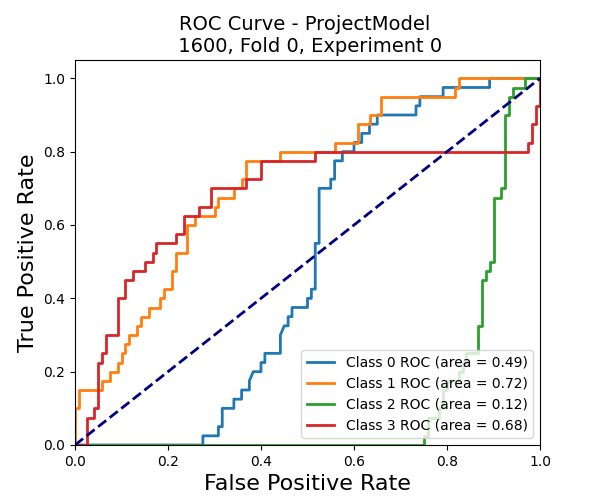 ROC Curve - ProjectModel
1600, Fold 0, Experiment 0
True Positive Rate
1.0
0.8
0.6
0.4
0.2
0.0
Class 0 ROC (area = 0.49)
Class 1 ROC (area = 0.72)
Class 2 ROC (area = 0.12)
Class 3 ROC (area = 0.68)
0.0 0.2 0.4 0.6 0.8 1.0
False Positive Rate